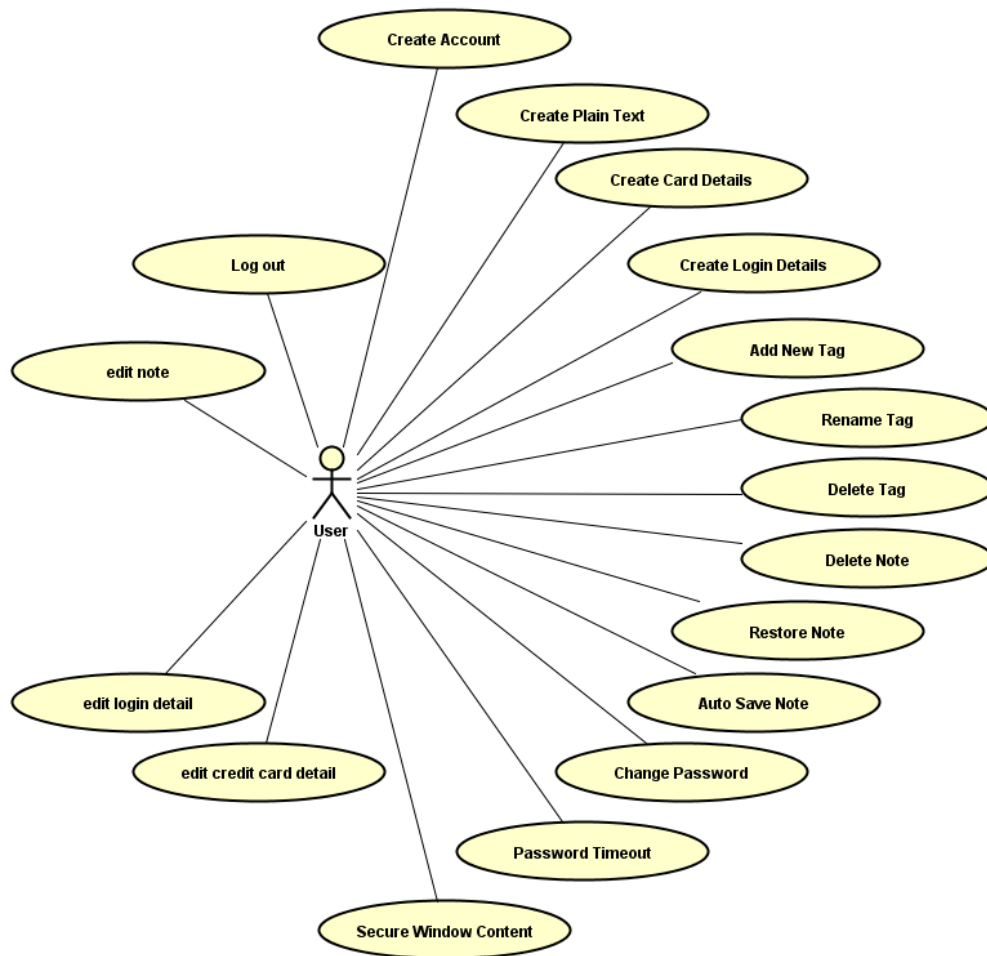 Create Account
Create Plain Text
Create Card Details
Log out
Create Login Details
Add New Tag
edit note
Rename Tag
Delete Tag
User
Delete Note
Restore Note
edit login detail
Auto Save Note
edit credit card detail
Change Password
Password Timeout
Secure Window Content